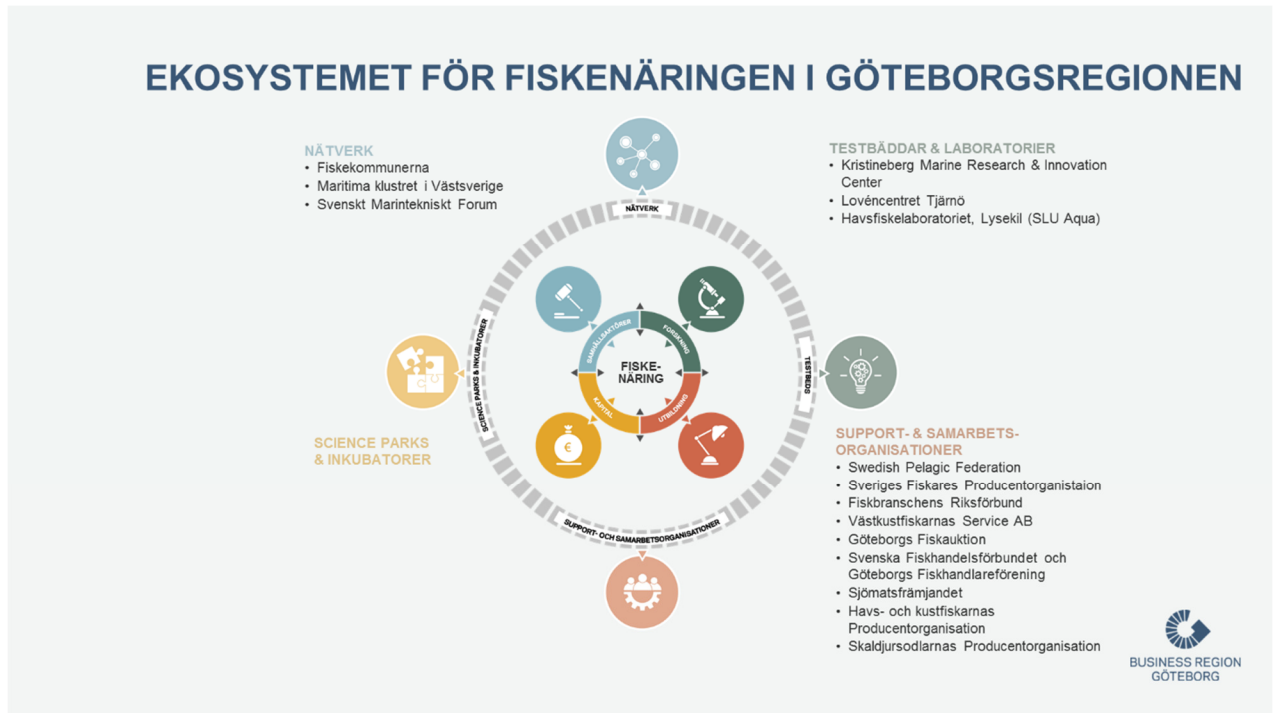 EKOSYSTEMET FÖR FISKENÄRINGEN I GÖTEBORGSREGIONEN
NÄTVERK
• Fiskekommunerna
• Maritima klustret i Västsverige
• Svenskt Marintekniskt Forum
TESTBÄDDAR & LABORATORIER
• Kristineberg Marine Research & Innovation
Center
• Lovéncentret Tjärnö
• Havsfiskelaboratoriet, Lysekil (SLU Aqua)
NÄTVERK
SCIENCE PARKS & INKUBATORER
SAMHÄLLSAKTÖRER
FORSKNING
FISKE-
NÄRING
KAPITAL
UTBILDNING
TESTBEDS
€
SUPPORT- OCH SAMARBETSORGANISATIONER
SCIENCE PARKS
& INKUBATORER
SUPPORT- & SAMARBETS-
ORGANISATIONER
• Swedish Pelagic Federation
• Sveriges Fiskares Producentorganistaion
• Fiskbranschens Riksförbund
• Västkustfiskarnas Service AB
• Göteborgs Fiskauktion
• Svenska Fiskhandelsförbundet och
Göteborgs Fiskhandlareförening
• Sjömatsfrämjandet
• Havs- och kustfiskarnas
Producentorganisation
• Skaldjursodlarnas Producentorganisation
BUSINESS REGION
GÖTEBORG